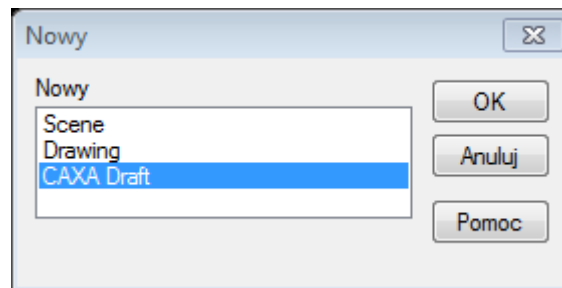 Nowy
Nowy
Scene
Drawing
CAXA Draft
OK
Anuluj
Pomoc